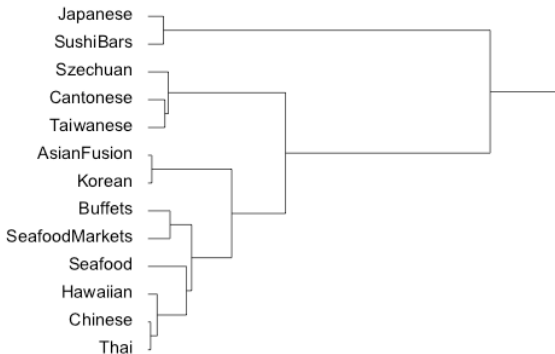 Japanese
SushiBars
Szechuan
Cantonese
Taiwanese
AsianFusion
Korean
Buffets
SeafoodMarkets
Seafood
Hawaiian
Chinese
Thai